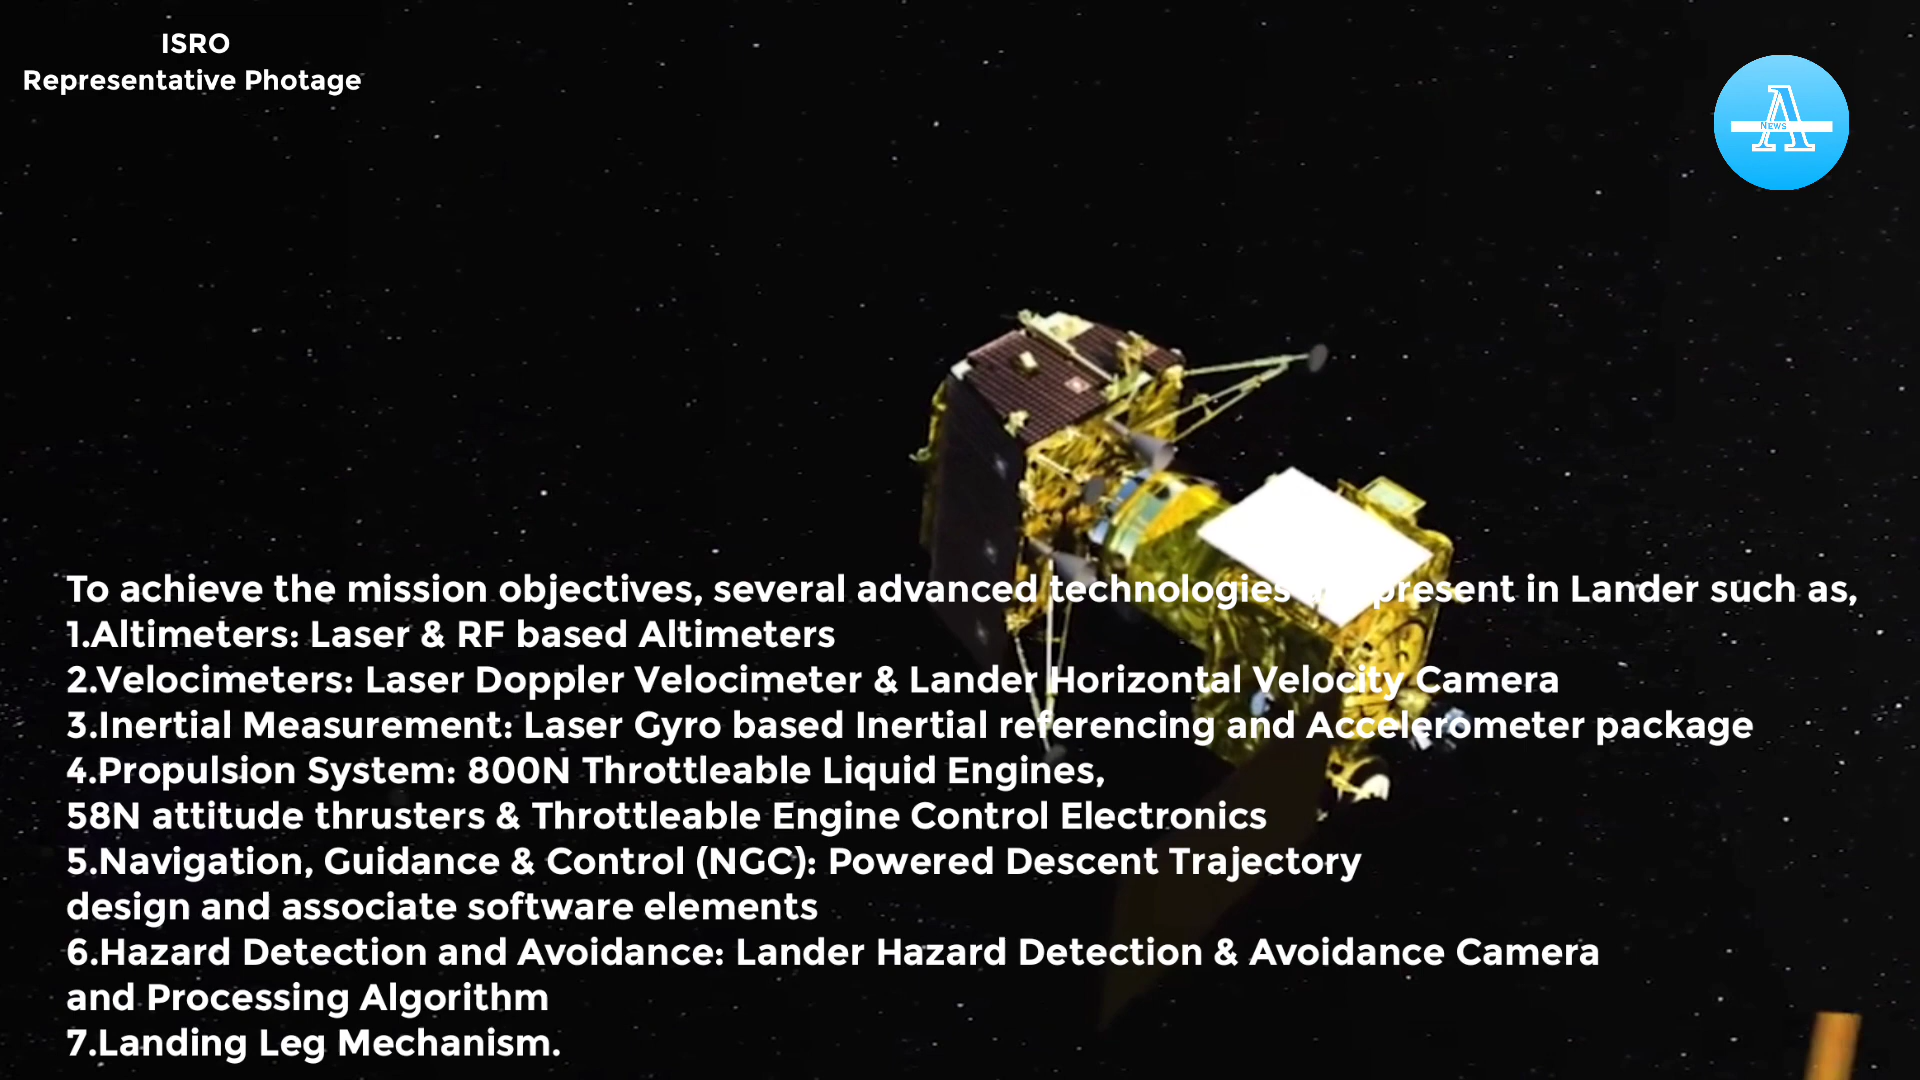 ISRO
Representative Photage
News
A
To achieve the mission objectives, several advanced technologies present in Lander such as,
1.Altimeters: Laser & RF based Altimeters
2.Velocimeters: Laser Doppler Velocimeter & Lander Horizontal Velocity Camera
3.Inertial Measurement: Laser Gyro based Inertial referencing and Accelerometer package
4.Propulsion System: 800N Throttleable Liquid Engines,
58N attitude thrusters & Throttleable Engine Control Electronics
5.Navigation, Guidance & Control (NGC): Powered Descent Trajectory
design and associate software elements
6.Hazard Detection and Avoidance: Lander Hazard Detection & Avoidance Camera
and Processing Algorithm
7.Landing Leg Mechanism.